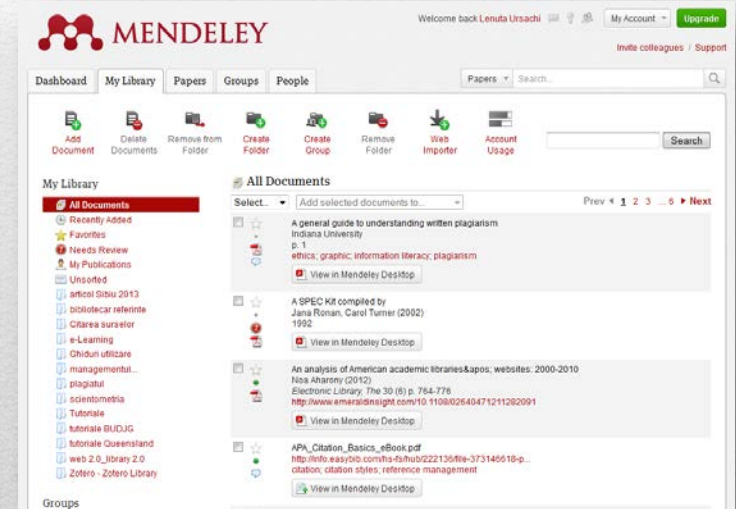 MENDELEY
Welcome back Lenuta Ursachi
My Account
Upgrade
Invite colleagues / Support
Dashboard My Library Papers Groups People
Papers Search...
Add Document
Delete Documents
Remove from Folder
Create Folder
Create Group
Remove Folder
Web Importer
Account Usage
Search
My Library
All Documents
Recently Added
Favorites
Needs Review
My Publications
Unsorted
articol Sibiu 2013
bibliotecar referinte
Citarea surselor
e-Learning
Ghiduri utilizare
managementul...
plagiatul
scientometria
Tutoriale
tutoriale BUDJG
tutoriale Queensland
web 2.0_library 2.0
Zotero - Zotero Library
Groups
All Documents
Select... Add selected documents to... Prev 1 2 3 ... 6 Next
A general guide to understanding written plagiarism
Indiana University
p. 1
ethics; graphic; information literacy; plagiarism
View in Mendeley Desktop
A SPEC Kit compiled by
Jana Ronan, Carol Turner (2002)
1992
View in Mendeley Desktop
An analysis of American academic libraries&apos; websites: 2000-2010
Noa Aharony (2012)
Electronic Library, The 30 (6) p. 764-776
http://www.emeraldinsight.com/10.1108/02640471211282091
View in Mendeley Desktop
APA_Citation_Basics_eBook.pdf
http://info.easybib.com/hs-fs/hub/222136/file-373146618-p...
citation; citation styles; reference management
View in Mendeley Desktop